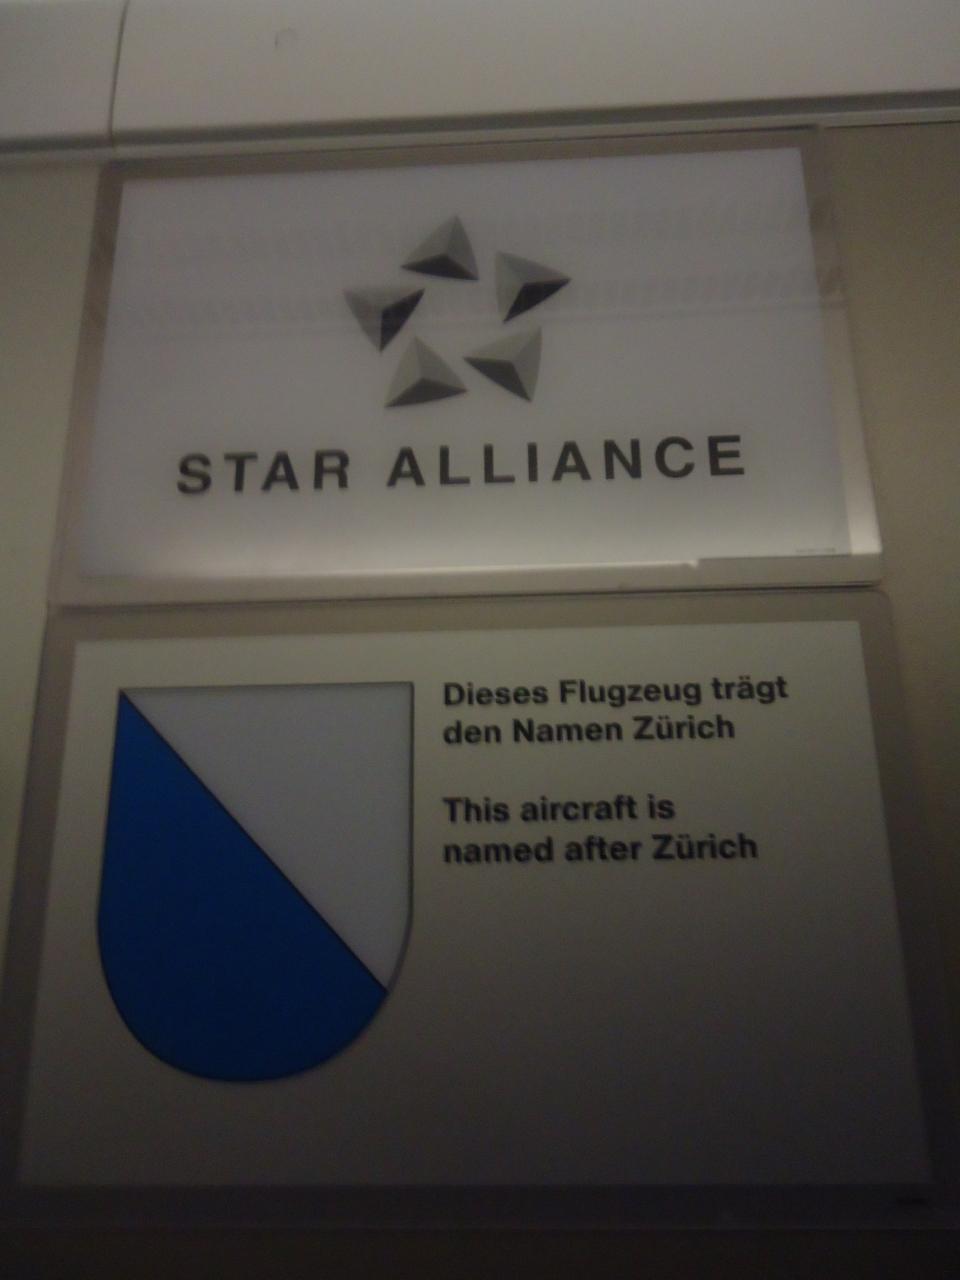 STAR ALLIANCE
Dieses Flugzeug trägt
den Namen Zürich
This aircraft is
named after Zürich